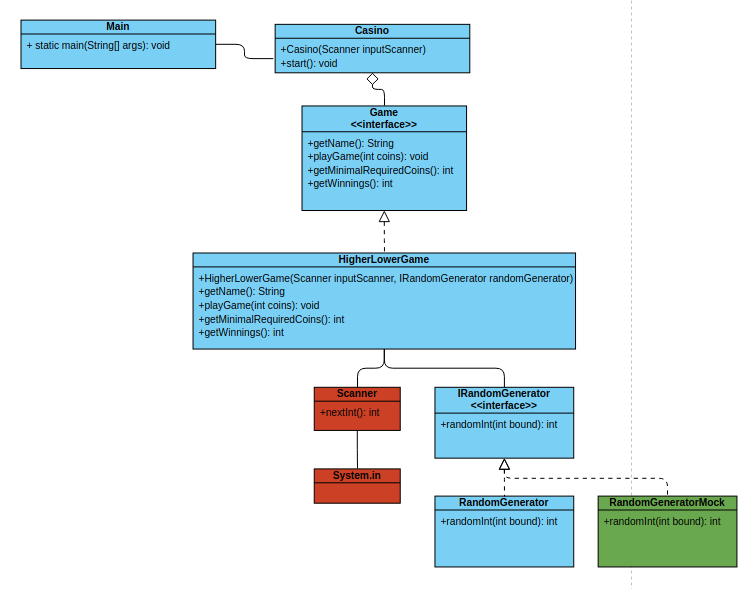 Main
+ static main(String[] args): void
Casino
+Casino(Scanner inputScanner)
+start(): void
Game
<<interface>>
+getName(): String
+playGame(int coins): void
+getMinimalRequiredCoins(): int
+getWinnings(): int
HigherLowerGame
+HigherLowerGame(Scanner inputScanner, IRandomGenerator randomGenerator)
+getName(): String
+playGame(int coins): void
+getMinimalRequiredCoins(): int
+getWinnings(): int
Scanner
+nextInt(): int
IRandomGenerator
<<interface>>
+randomInt(int bound): int
System.in
RandomGenerator
+randomInt(int bound): int
RandomGeneratorMock
+randomInt(int bound): int